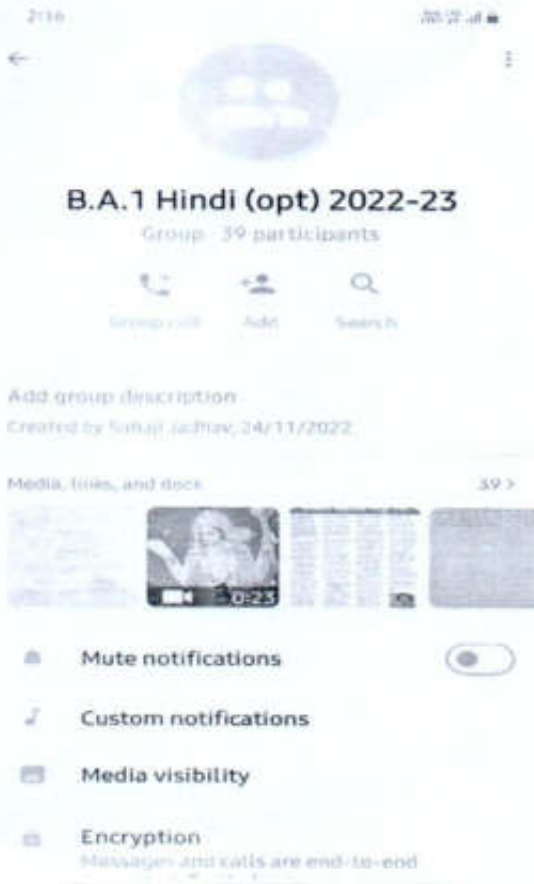 2:16
B.A.1 Hindi (opt) 2022-23
Group · 39 participants
Group call Add Search
Add group description
Created by Jadhav, 24/11/2022
Media, links, and docs 39 >
0:23
Mute notifications
Custom notifications
Media visibility
Encryption
Messages and calls are end-to-end